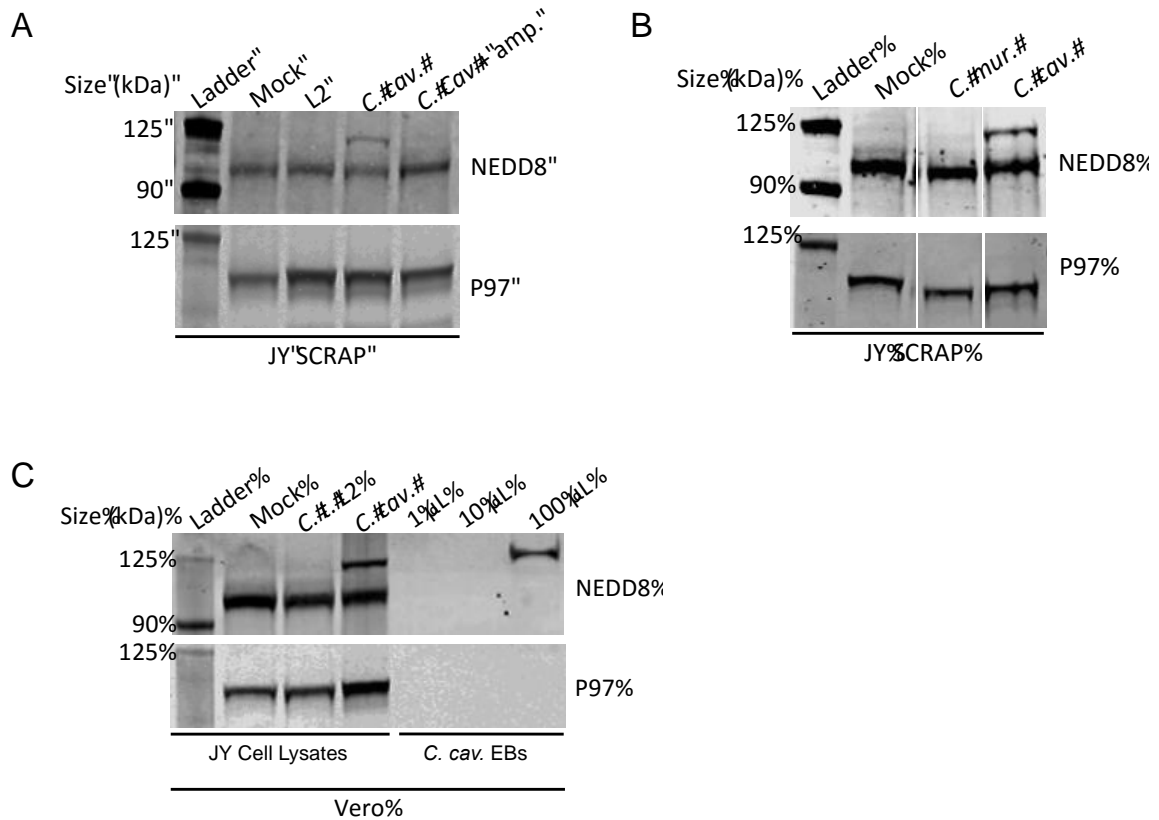 A
Size"(kDa)"
Ladder"
Mock"
L2"
C.#cav.#
C.#Cav#+"amp."
125"
90"
NEDD8"
125"
P97"
JY"SCRAP"
B
Size%(kDa)%
Ladder%
Mock%
C.#mur.#
C.#cav.#
125%
90%
NEDD8%
125%
P97%
JY%SCRAP%
C
Size%(kDa)%
Ladder%
Mock%
C.#t.#L2%
C.#cav.#
1%µL%
10%µL%
100%µL%
125%
90%
NEDD8%
125%
P97%
JY Cell Lysates
C. cav. EBs
Vero%